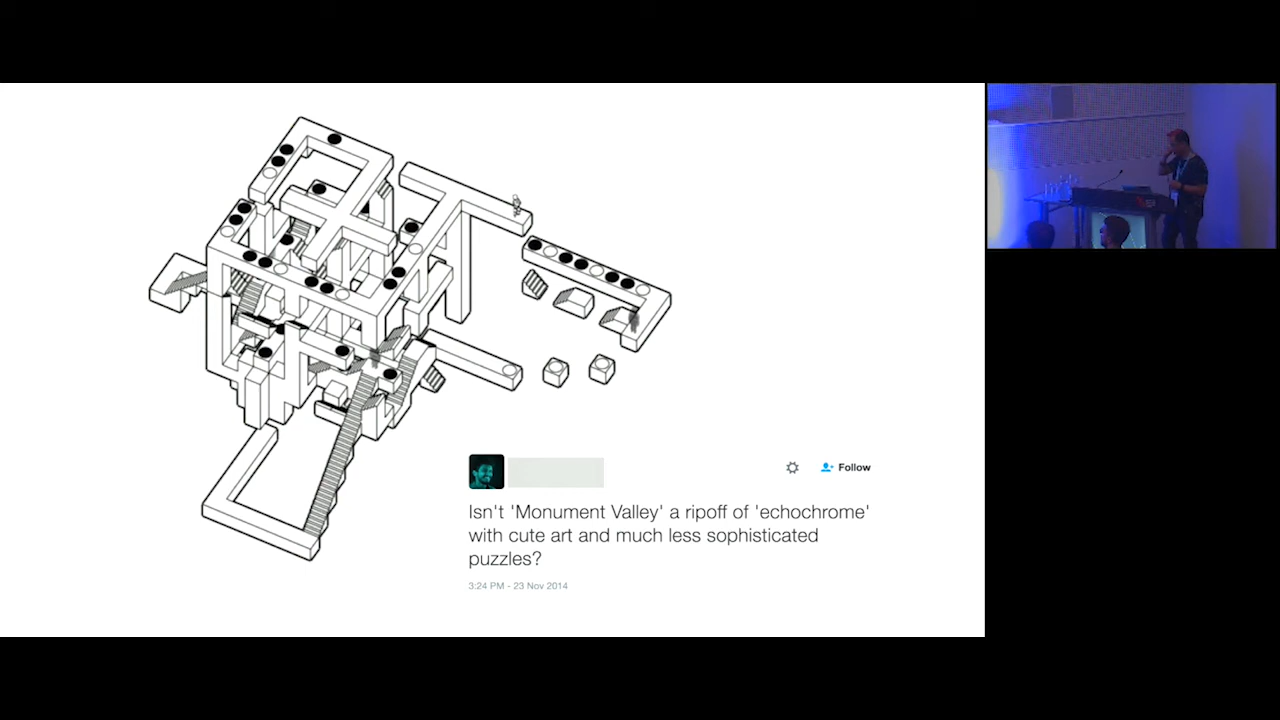 Follow
Isn't 'Monument Valley' a ripoff of 'echochrome'
with cute art and much less sophisticated
puzzles?
3:24 PM - 23 Nov 2014